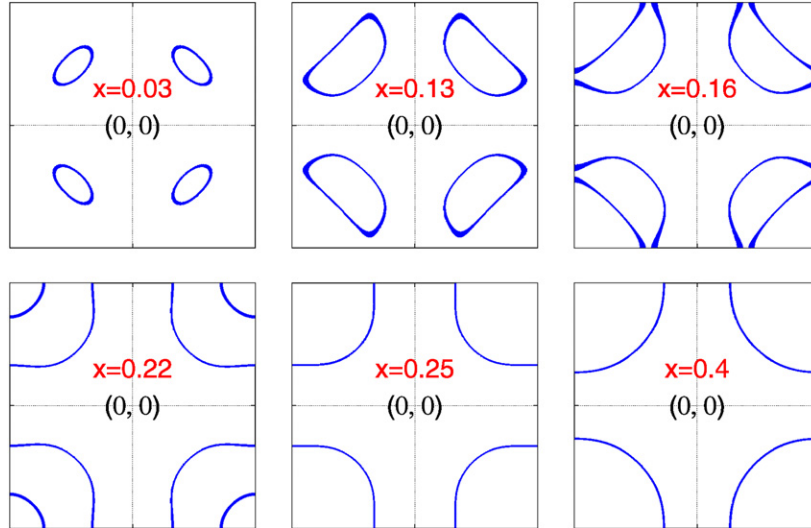 x=0.03
(0, 0)
x=0.13
(0, 0)
x=0.16
(0, 0)
x=0.22
(0, 0)
x=0.25
(0, 0)
x=0.4
(0, 0)